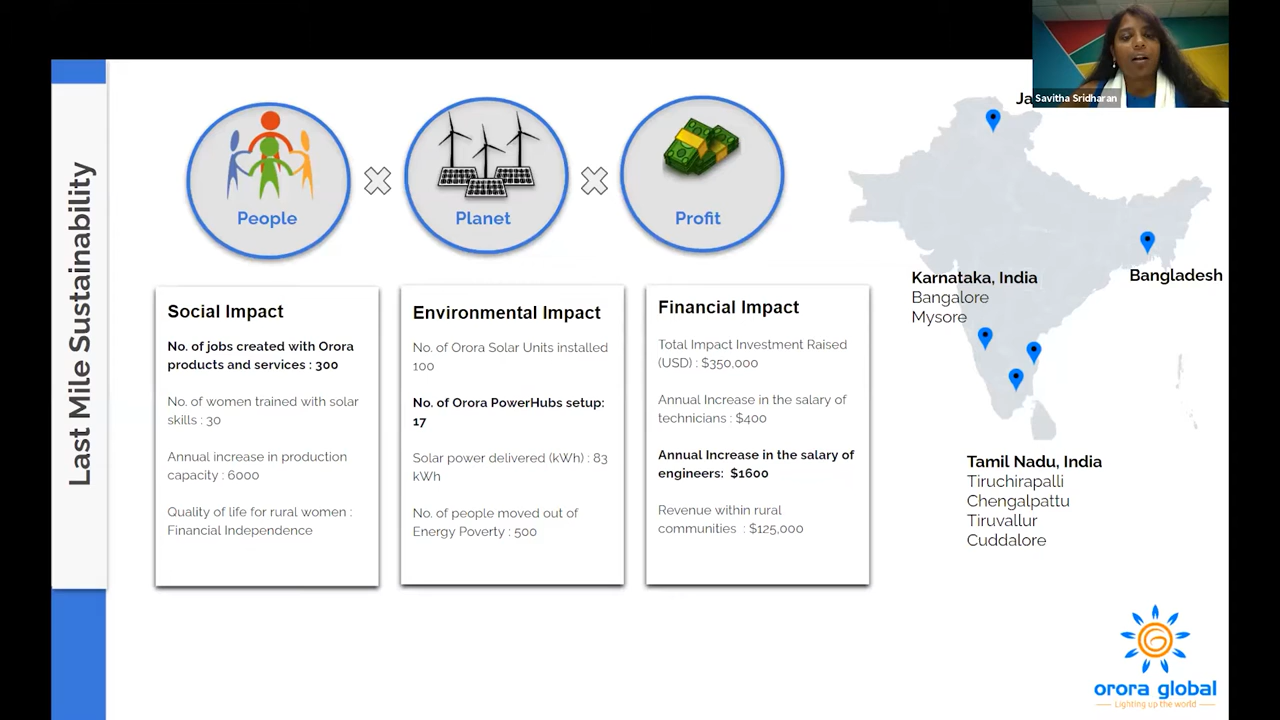 Last Mile Sustainability
People
Planet
Profit
Savitha Sridharan
Social Impact
No. of jobs created with Orora
products and services : 300
No. of women trained with solar
skills : 30
Annual increase in production
capacity : 6000
Quality of life for rural women :
Financial Independence
Environmental Impact
No. of Orora Solar Units installed
100
No. of Orora PowerHubs setup:
17
Solar power delivered (kWh) : 83
kWh
No. of people moved out of
Energy Poverty : 500
Financial Impact
Total Impact Investment Raised
(USD) : $350,000
Annual Increase in the salary of
technicians : $400
Annual Increase in the salary of
engineers: $1600
Revenue within rural
communities : $125,000
Karnataka, India
Bangalore
Mysore
Bangladesh
Tamil Nadu, India
Tiruchirapalli
Chengalpattu
Tiruvallur
Cuddalore
orora global
Lighting up the world